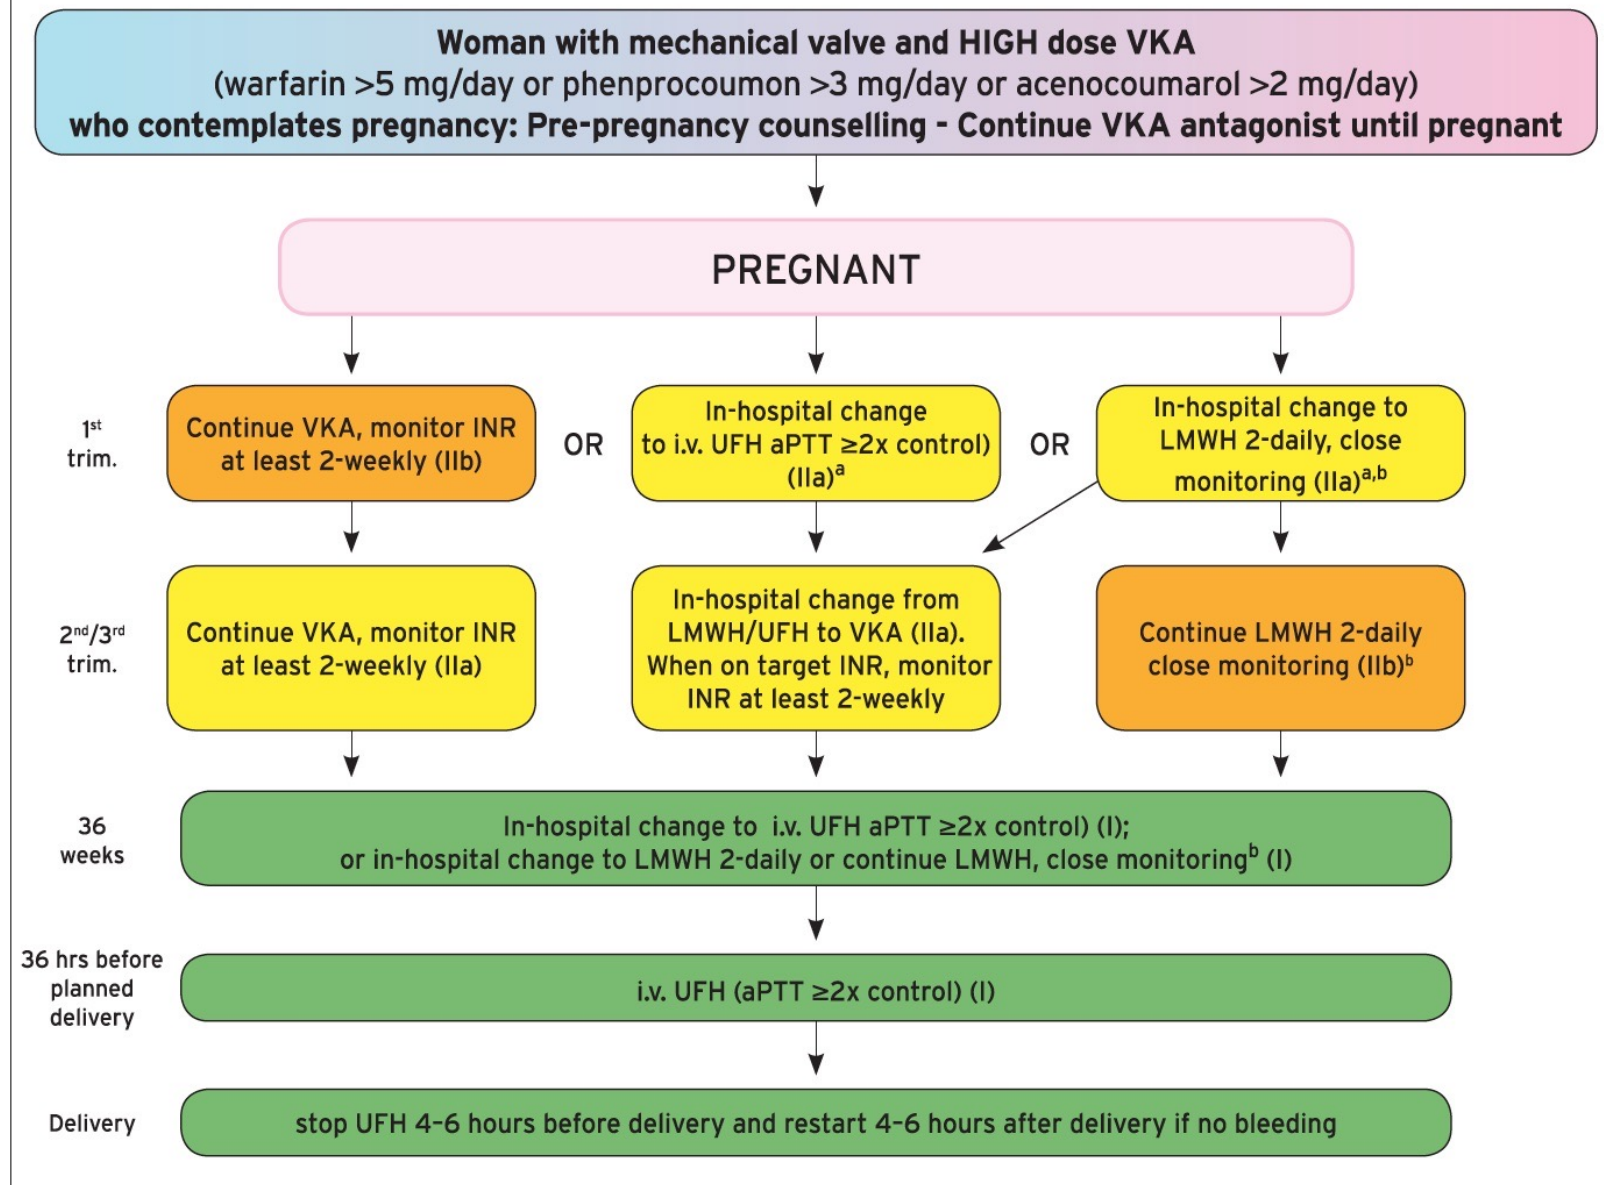 Woman with mechanical valve and HIGH dose VKA
(warfarin >5 mg/day or phenprocoumon >3 mg/day or acenocoumarol >2 mg/day)
who contemplates pregnancy: Pre-pregnancy counselling - Continue VKA antagonist until pregnant
PREGNANT
1st
trim.
Continue VKA, monitor INR
at least 2-weekly (IIb)
OR
In-hospital change
to i.v. UFH aPTT ≥2x control)
(IIa)a
OR
In-hospital change to
LMWH 2-daily, close
monitoring (IIa)a,b
2nd/3rd
trim.
Continue VKA, monitor INR
at least 2-weekly (IIa)
In-hospital change from
LMWH/UFH to VKA (IIa).
When on target INR, monitor
INR at least 2-weekly
Continue LMWH 2-daily
close monitoring (IIb)b
36
weeks
In-hospital change to i.v. UFH aPTT ≥2x control) (I);
or in-hospital change to LMWH 2-daily or continue LMWH, close monitoringb (I)
36 hrs before
planned
delivery
i.v. UFH (aPTT ≥2x control) (I)
Delivery
stop UFH 4-6 hours before delivery and restart 4-6 hours after delivery if no bleeding